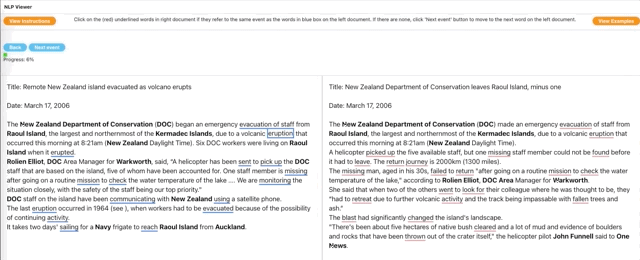 NLP Viewer
View Instructions
Click on the (red) underlined words in right document if they refer to the same event as the words in blue box on the left document. If there are none, click 'Next event' button to move to the next word on the document.
View Examples
Back
Next event
Progress: 6%
Title: Remote New Zealand island evacuated as volcano erupts
Date: March 17, 2006
The New Zealand Department of Conservation (DOC) began an emergency evacuation of staff from
Raoul Island, the largest and northernmost of the Kermadec Islands, due to a volcanic eruption that
occurred this morning at 8:21am (New Zealand Daylight Time). Six DOC workers were living on Raoul
Island when it erupted.
Rolien Elliot, DOC Area Manager for Warkworth, said, "A helicopter has been sent to pick up the DOC
staff that are based on the island, five of whom have been accounted for. One staff member is missing
after going on a routine mission to check the water temperature of the lake .... We are monitoring the
situation closely, with the safety of the staff being our top priority."
DOC staff on the island have been communicating with New Zealand using a satellite phone.
The last eruption occurred in 1964 (see ), when workers had to be evacuated because of the possibility
of continuing activity.
It takes two days' sailing for a Navy frigate to reach Raoul Island from Auckland.
Title: New Zealand Department of Conservation leaves Raoul Island, minus one
Date: March 17, 2006
The New Zealand Department of Conservation (DOC) made an emergency evacuation of staff from
Raoul Island, the largest and northernmost of the Kermadec Islands, due to a volcanic eruption that
occurred this morning at 8:21am (New Zealand Daylight Time).
A helicopter picked up the five available staff, but one missing staff member could not be found before
it had to leave. The return journey is 2000km (1300 miles).
The missing man, aged in his 30s, failed to return "after going on a routine mission to check the water
temperature of the lake," according to Rolien Elliot, DOC Area Manager for Warkworth.
She said that when two of the others went to look for their colleague where he was thought to be, they
"had to retreat due to further volcanic activity and the track being impassable with fallen trees and
ash."
The blast had significantly changed the island's landscape.
"There's been about five hectares of native bush cleared and a lot of mud and evidence of boulders
and rocks that have been thrown out of the crater itself," the helicopter pilot John Funnell said to One
News.